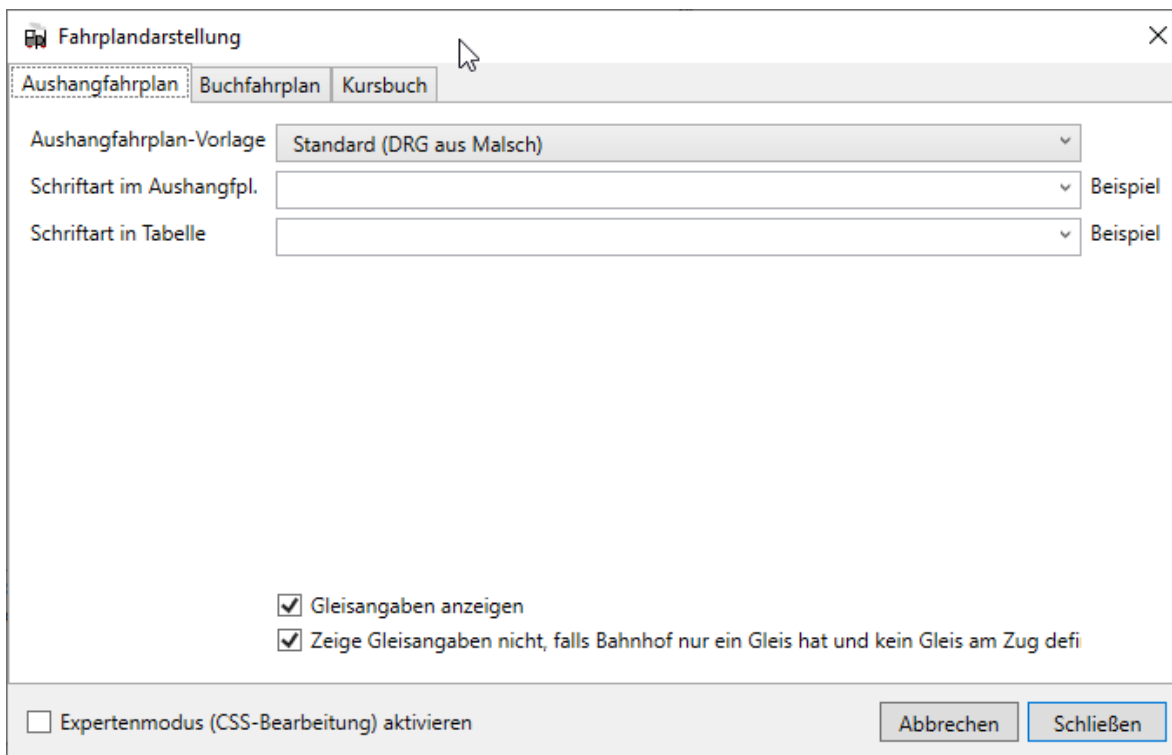 Fahrplandarstellung
Aushangfahrplan Buchfahrplan Kursbuch
Aushangfahrplan-Vorlage Standard (DRG aus Malsch)
Schriftart im Aushangfpl. Beispiel
Schriftart in Tabelle Beispiel
Gleisangaben anzeigen
Zeige Gleisangaben nicht, falls Bahnhof nur ein Gleis hat und kein Gleis am Zug defi
Expertenmodus (CSS-Bearbeitung) aktivieren Abbrechen Schließen